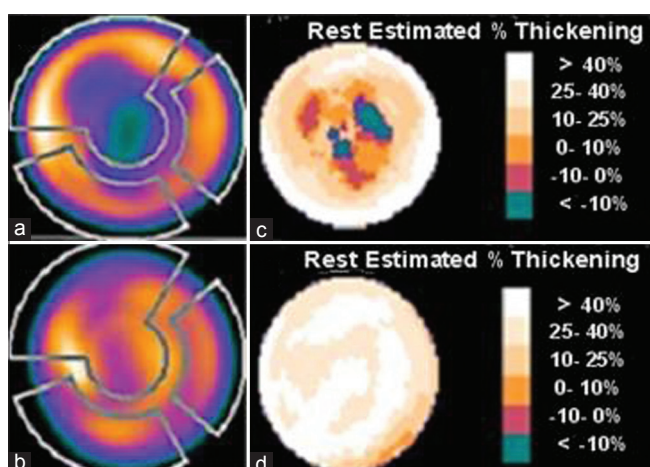 a
c
Rest Estimated % Thickening
> 40%
25- 40%
10- 25%
0- 10%
-10- 0%
< -10%
b
d
Rest Estimated % Thickening
> 40%
25- 40%
10- 25%
0- 10%
-10- 0%
< -10%